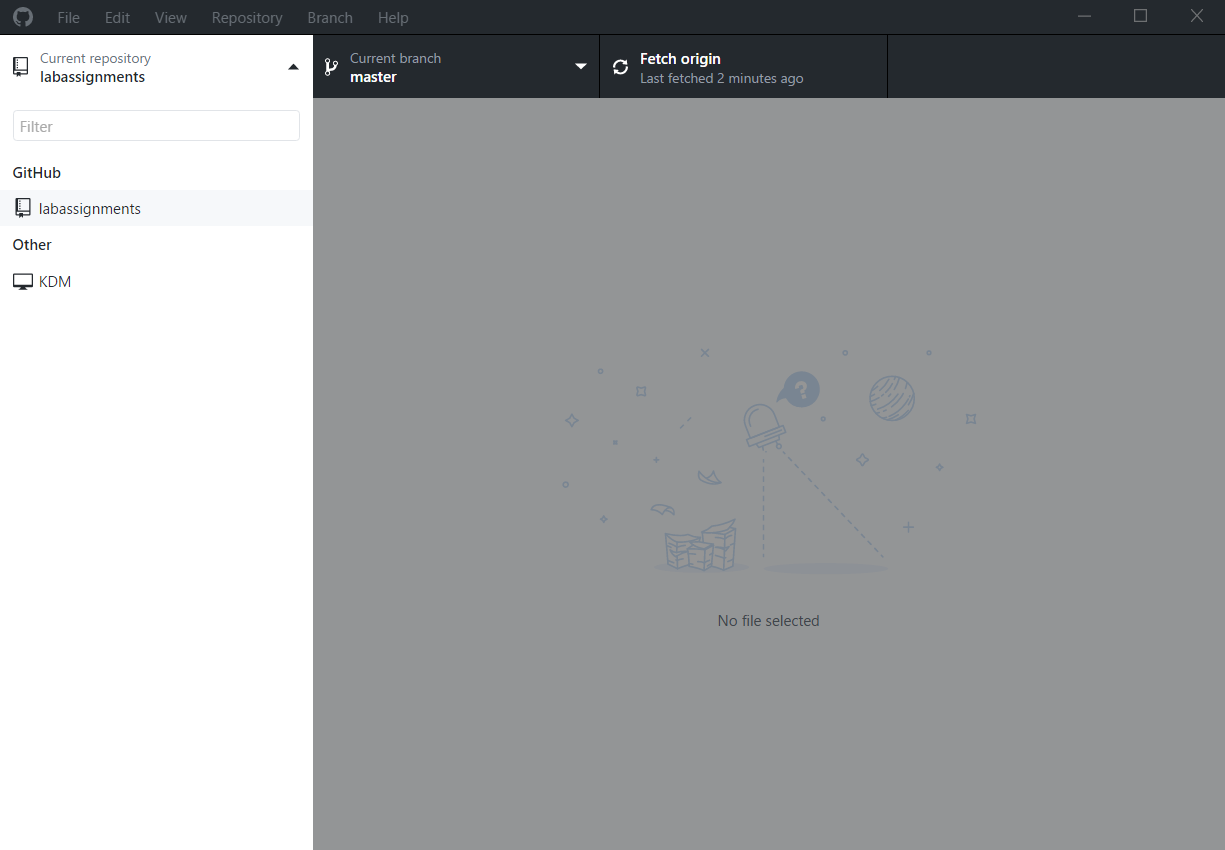 File Edit View Repository Branch Help
Current repository
labassignments
Current branch
master
Fetch origin
Last fetched 2 minutes ago
Filter
GitHub
labassignments
Other
KDM
?
No file selected